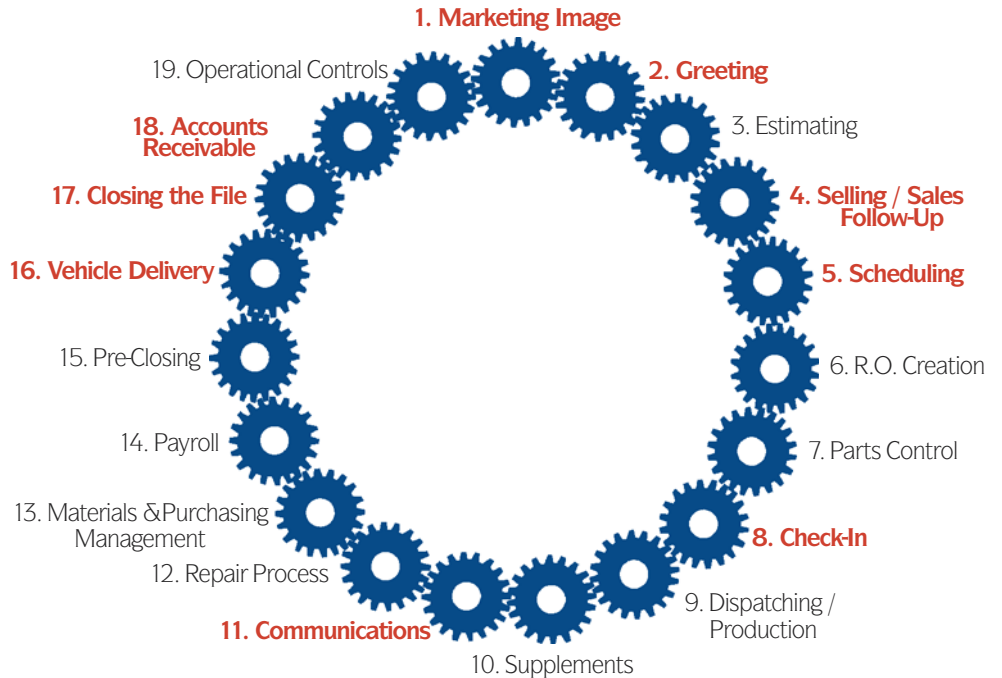 1. Marketing Image
2. Greeting
3. Estimating
4. Selling / Sales
Follow-Up
5. Scheduling
6. R.O. Creation
7. Parts Control
8. Check-In
9. Dispatching /
Production
10. Supplements
11. Communications
12. Repair Process
13. Materials &Purchasing
Management
14. Payroll
15. Pre-Closing
16. Vehicle Delivery
17. Closing the File
18. Accounts
Receivable
19. Operational Controls